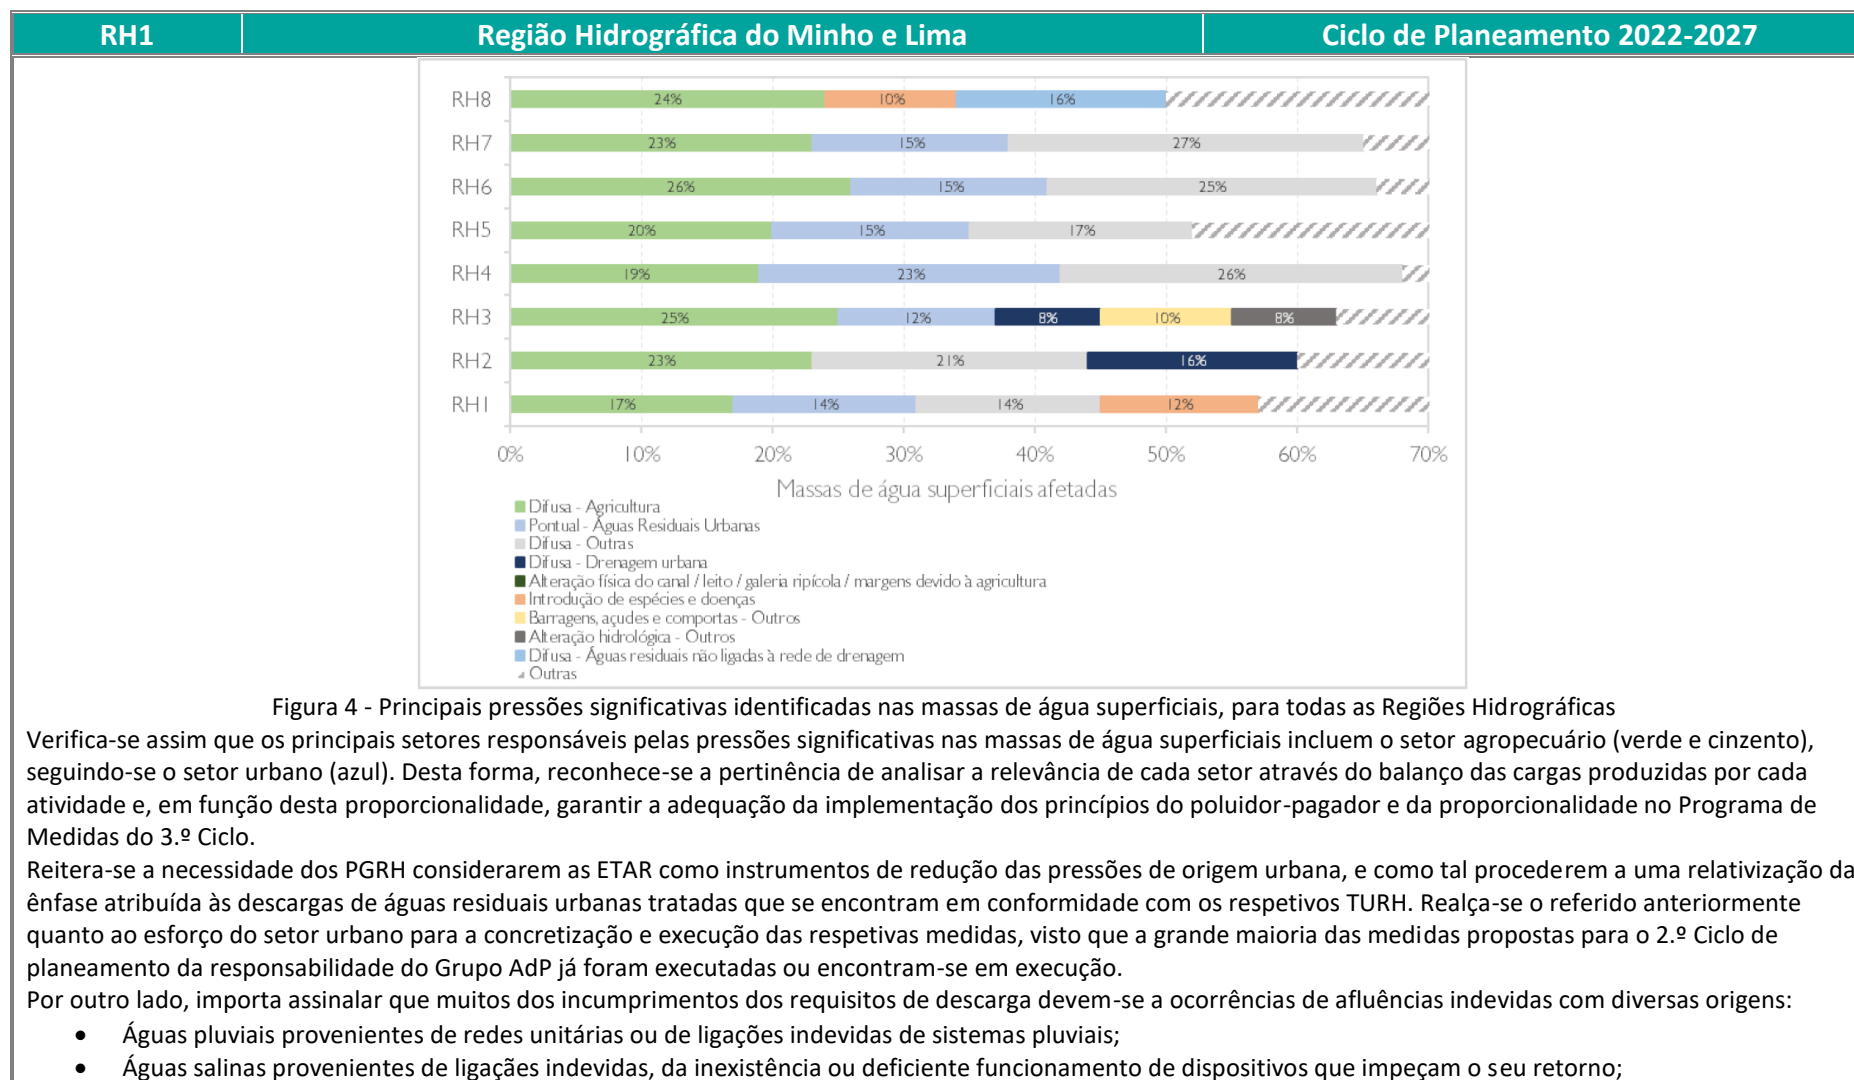 RH1 Região Hidrográfica do Minho e Lima Ciclo de Planeamento 2022-2027
RH8 24% 10% 16%
RH7 23% 15% 27%
RH6 26% 15% 25%
RH5 20% 15% 17%
RH4 19% 23% 26%
RH3 25% 12% 8% 10% 8%
RH2 23% 21% 16%
RH1 17% 14% 14% 12%
0% 10% 20% 30% 40% 50% 60% 70%
Massas de água superficiais afetadas
Difusa - Agricultura
Pontual - Águas Residuais Urbanas
Difusa - Outras
Difusa - Drenagem urbana
Alteração física do canal / leito / galeria ripícola / margens devido à agricultura
Introdução de espécies e doenças
Barragens, açudes e comportas - Outros
Alteração hidrológica - Outros
Difusa - Águas residuais não ligadas à rede de drenagem
Outras
Figura 4 - Principais pressões significativas identificadas nas massas de água superficiais, para todas as Regiões Hidrográficas
Verifica-se assim que os principais setores responsáveis pelas pressões significativas nas massas de água superficiais incluem o setor agropecuário (verde e cinzento),
seguindo-se o setor urbano (azul). Desta forma, reconhece-se a pertinência de analisar a relevância de cada setor através do balanço das cargas produzidas por cada
atividade e, em função desta proporcionalidade, garantir a adequação da implementação dos princípios do poluidor-pagador e da proporcionalidade no Programa de
Medidas do 3.º Ciclo.
Reitera-se a necessidade dos PGRH considerarem as ETAR como instrumentos de redução das pressões de origem urbana, e como tal procederem a uma relativização da
ênfase atribuída às descargas de águas residuais urbanas tratadas que se encontram em conformidade com os respetivos TURH. Realça-se o referido anteriormente
quanto ao esforço do setor urbano para a concretização e execução das respetivas medidas, visto que a grande maioria das medidas propostas para o 2.º Ciclo de
planeamento da responsabilidade do Grupo AdP já foram executadas ou encontram-se em execução.
Por outro lado, importa assinalar que muitos dos incumprimentos dos requisitos de descarga devem-se a ocorrências de afluências indevidas com diversas origens:
• Águas pluviais provenientes de redes unitárias ou de ligações indevidas de sistemas pluviais;
• Águas salinas provenientes de ligações indevidas, da inexistência ou deficiente funcionamento de dispositivos que impeçam o seu retorno;